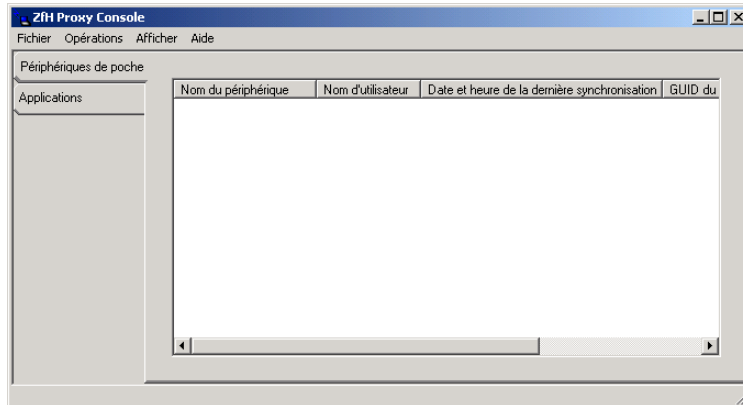 ZfH Proxy Console
Fichier Opérations Afficher Aide
Périphériques de poche
Applications
Nom du périphérique Nom d'utilisateur Date et heure de la dernière synchronisation GUID du